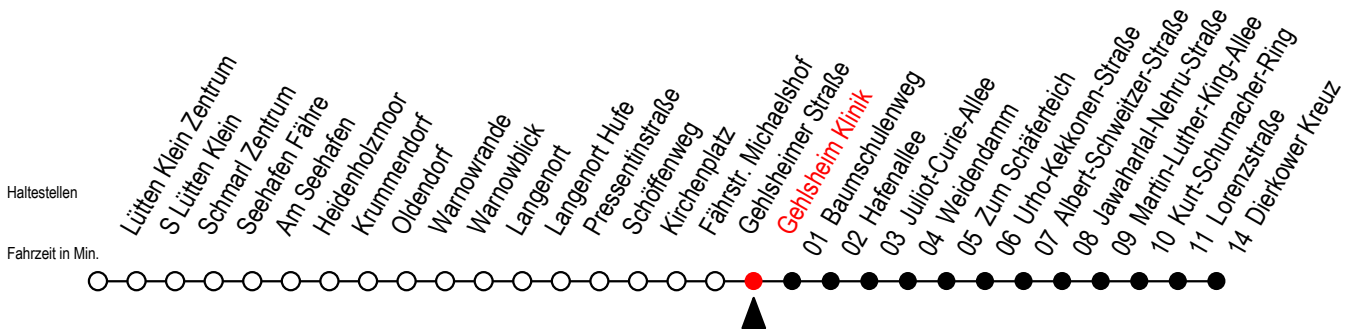 Lütten Klein Zentrum
S Lütten Klein
Schmarl Zentrum
Seehafen Fähre
Am Seehafen
Heidenholzmoor
Krummendorf
Oldendorf
Warnowrande
Warnowblick
Langenort
Langenort Hufe
Pressentinstraße
Schöffenweg
Kirchenplatz
Fährstr. Michaelshof
Gehlsheimer Straße
Gehlsheim Klinik
01 Baumschulenweg
02 Hafenallee
03 Juliot-Curie-Allee
04 Weidendamm
05 Zum Schäferteich
06 Urho-Kekkonen-Straße
07 Albert-Schweitzer-Straße
08 Jawaharlal-Nehru-Straße
09 Martin-Luther-King-Allee
10 Kurt-Schumacher-Ring
11 Lorenzstraße
14 Dierkower Kreuz
Haltestellen
Fahrzeit in Min.